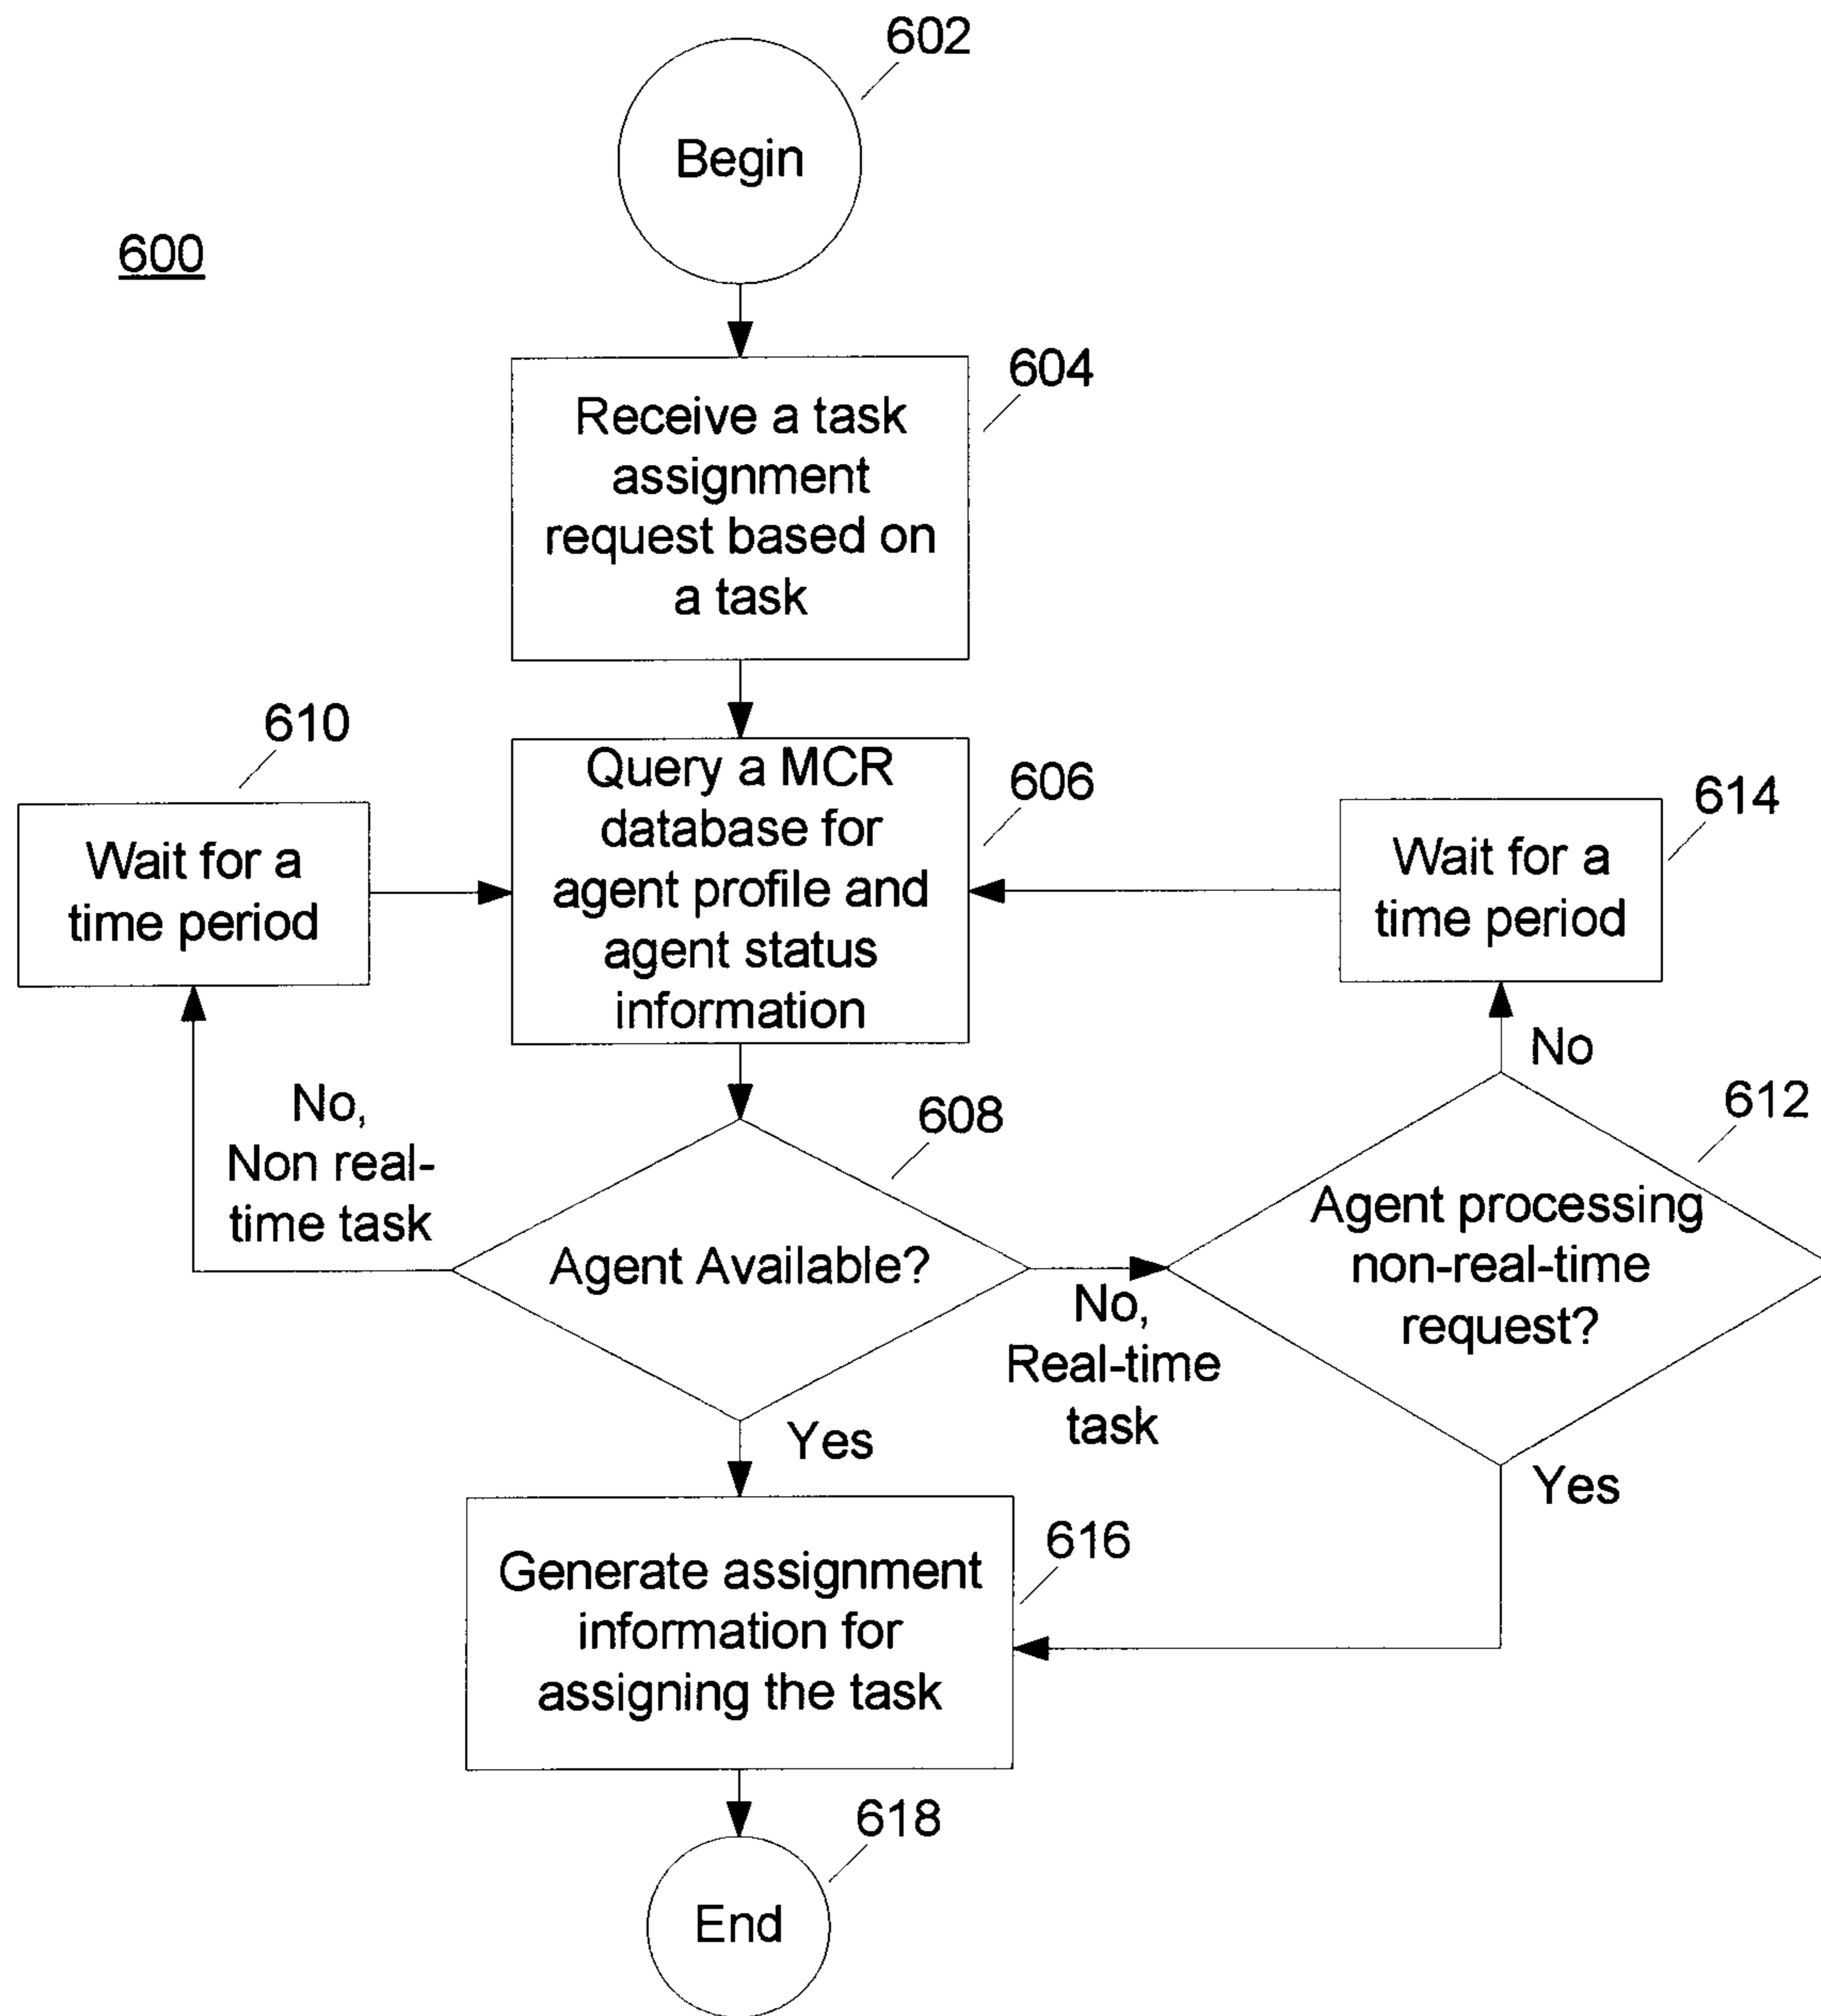 602
Begin
600
604
Receive a task
assignment
request based on
a task
610
Wait for a
time period
Query a MCR
database for
agent profile and
agent status
information
606
614
Wait for a
time period
No,
Non real-
time task
608
Agent Available?
No,
Real-time
task
No
612
Agent processing
non-real-time
request?
Yes
Yes
616
Generate assignment
information for
assigning the task
618
End